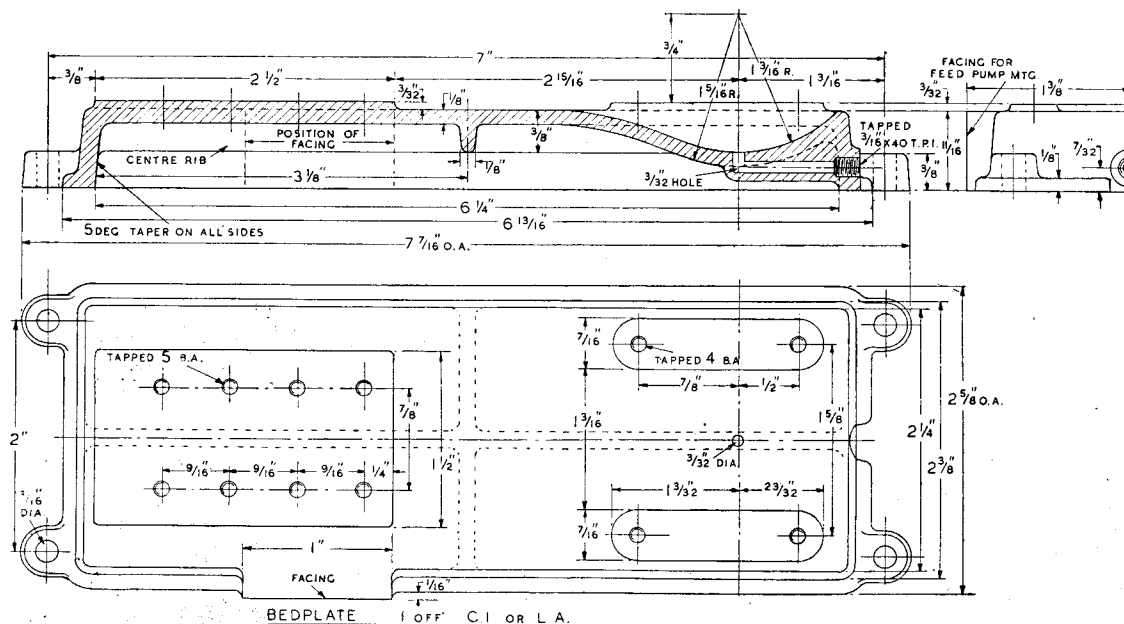 7"
3/8"
2 1/2"
2 15/16"
3/4"
1 3/16" R.
1 5/16" R.
1 3/16"
FACING FOR
FEED PUMP MTG.
1 3/8"
3/32"
1/8"
3/8"
3/32"
POSITION OF
FACING
CENTRE RIB
1/8"
3 1/8"
TAPPED
3/16" X 40 T.P.I.
11/16"
3/8"
1/8"
7/32"
3/32" HOLE
6 1/4"
6 13/16"
5 DEG TAPER ON ALL SIDES
7 7/16" O.A.
TAPPED 5 B.A.
7/16"
TAPPED 4 B.A
7/8"
1/2"
2"
7/8"
1 1/2"
1 3/16"
1 5/8"
2 1/4"
2 3/8"
2 5/8" O.A.
3/32" DIA
9/16"
9/16"
9/16"
1/4"
1 3/32"
23/32"
DIA.
7/16"
1"
FACING
1/16"
BEDPLATE 1 OFF C.I OR L.A.